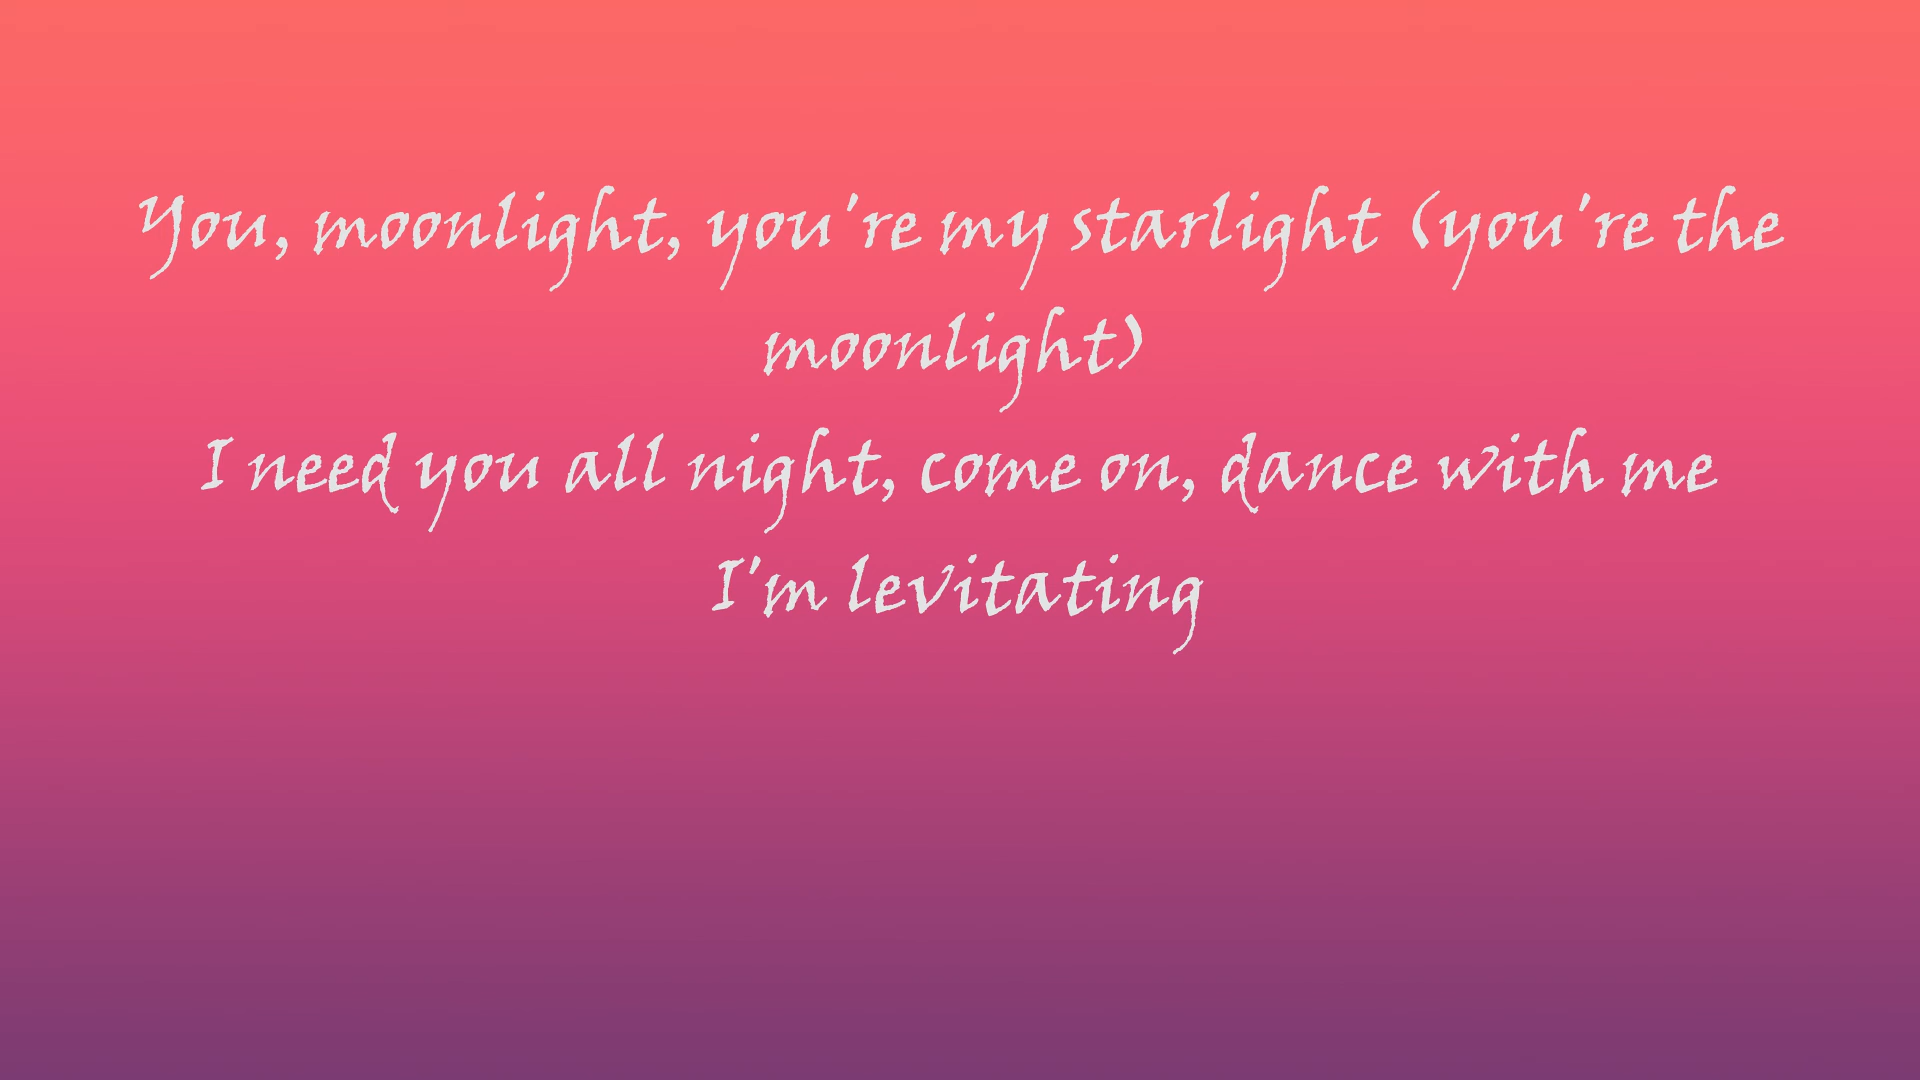 You, moonlight, you're my starlight (you're the
moonlight)
I need you all night, come on, dance with me
I'm levitating